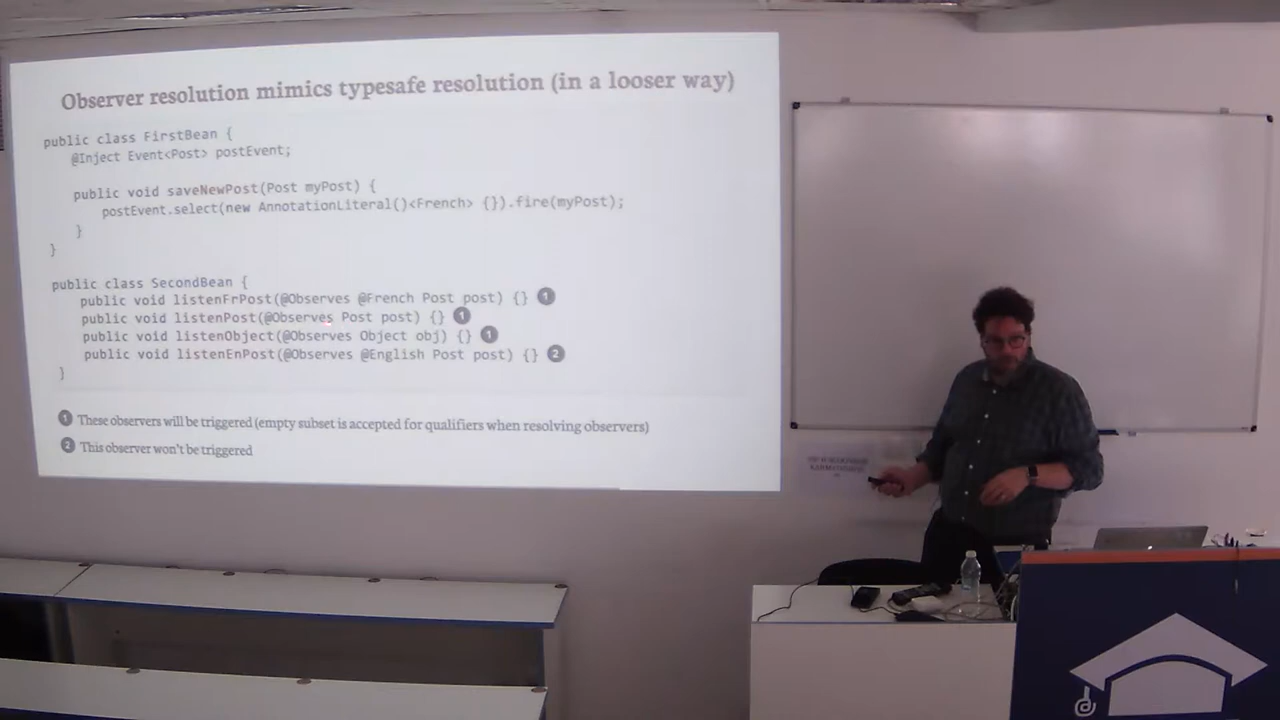 Observer resolution mimics typesafe resolution (in a looser way)
public class FirstBean {
@Inject Event<Post> postEvent;
public void saveNewPost(Post myPost) {
postEvent.select(new AnnotationLiteral()<French> {}).fire(myPost);
}
}
public class SecondBean {
public void listenFrPost(@Observes @French Post post) {} 1
public void listenPost(@Observes Post post) {} 1
public void listenObject(@Observes Object obj) {} 1
public void listenEnPost(@Observes @English Post post) {} 2
}
1 These observers will be triggered (empty subset is accepted for qualifiers when resolving observers)
2 This observer won't be triggered